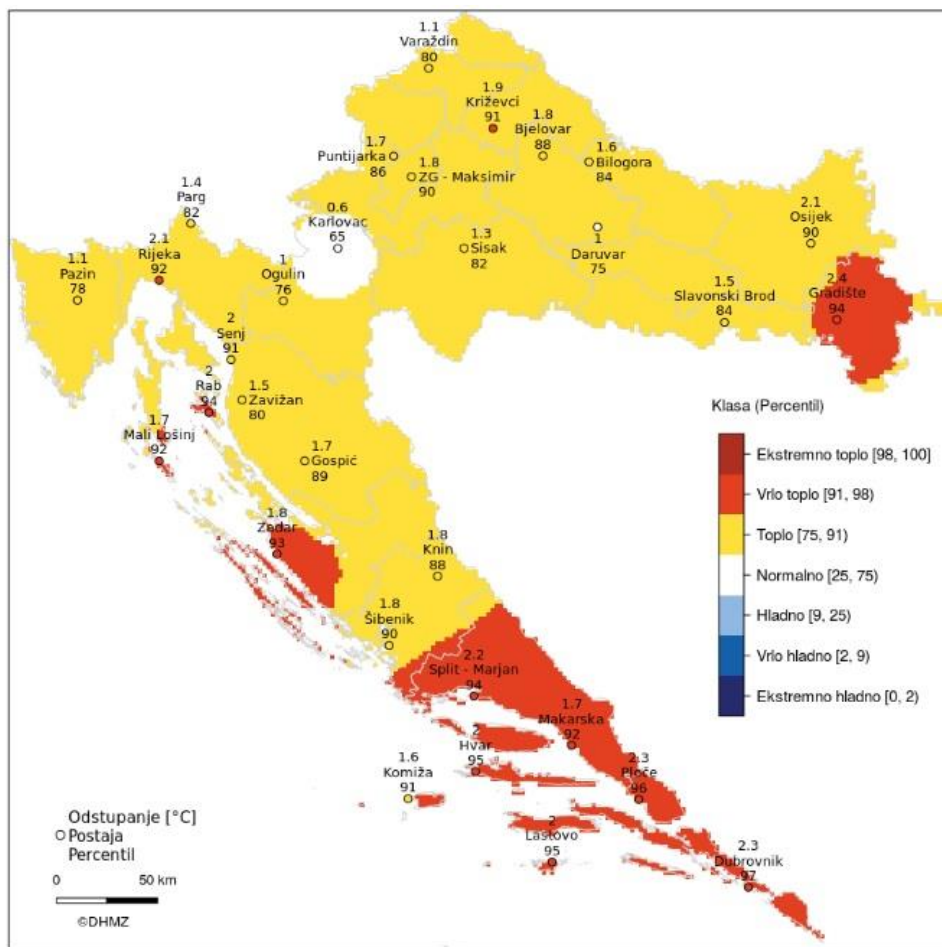 1.1
Varaždin
80
1.9
Križevci
91
1.8
Bjelovar
88
1.7
Puntijarka
86
1.8
ZG - Maksimir
90
1.6
Bilogora
84
1.4
Parg
82
0.6
Karlovac
65
2.1
Osijek
90
2.1
Rijeka
92
1.3
Sisak
82
1
Daruvar
75
1.1
Pazin
78
1
Ogulin
76
1.5
Slavonski Brod
84
2.4
Gradište
94
2
Senj
91
2
Rab
94
1.5
Zavižan
80
1.7
Mali Lošinj
92
1.7
Gospić
89
1.8
Zadar
93
1.8
Knin
88
1.8
Šibenik
90
2.2
Split - Marjan
94
1.7
Makarska
92
2
Hvar
95
1.6
Komiža
91
2.3
Ploče
96
2
Lastovo
95
2.3
Dubrovnik
97
Klasa (Percentil)
Ekstremno toplo [98, 100]
Vrlo toplo [91, 98)
Toplo [75, 91)
Normalno [25, 75)
Hladno [9, 25)
Vrlo hladno [2, 9)
Ekstremno hladno [0, 2)
Odstupanje [°C]
Postaja
Percentil
0 50 km
©DHMZ